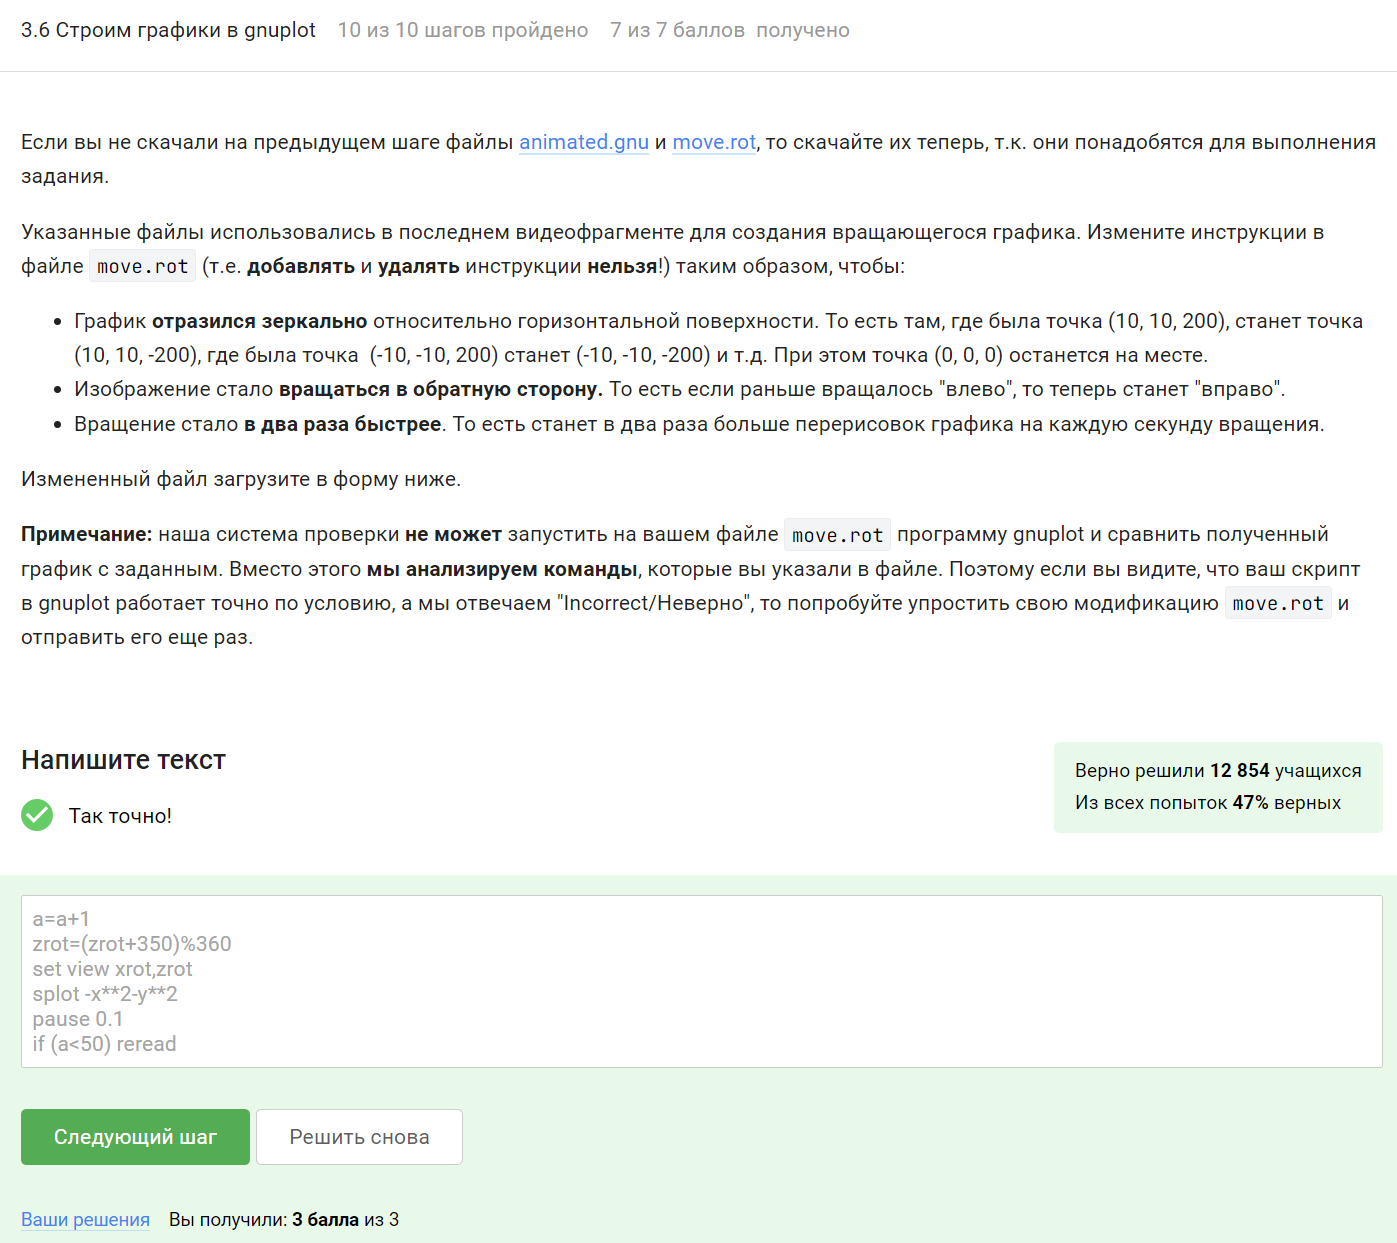 3.6 Строим графики в gnuplot 10 из 10 шагов пройдено 7 из 7 баллов получено
Если вы не скачали на предыдущем шаге файлы animated.gnu и move.rot, то скачайте их теперь, т.к. они понадобятся для выполнения
задания.
Указанные файлы использовались в последнем видеофрагменте для создания вращающегося графика. Измените инструкции в
файле move.rot (т.е. добавлять и удалять инструкции нельзя!) таким образом, чтобы:
• График отразился зеркально относительно горизонтальной поверхности. То есть там, где была точка (10, 10, 200), станет точка
(10, 10, -200), где была точка (-10, -10, 200) станет (-10, -10, -200) и т.д. При этом точка (0, 0, 0) останется на месте.
• Изображение стало вращаться в обратную сторону. То есть если раньше вращалось "влево", то теперь станет "вправо".
• Вращение стало в два раза быстрее. То есть станет в два раза больше перерисовок графика на каждую секунду вращения.
Измененный файл загрузите в форму ниже.
Примечание: наша система проверки не может запустить на вашем файле move.rot программу gnuplot и сравнить полученный
график с заданным. Вместо этого мы анализируем команды, которые вы указали в файле. Поэтому если вы видите, что ваш скрипт
в gnuplot работает точно по условию, а мы отвечаем "Incorrect/Неверно", то попробуйте упростить свою модификацию move.rot и
отправить его еще раз.
Напишите текст
Верно решили 12 854 учащихся
Из всех попыток 47% верных
Так точно!
a=a+1
zrot=(zrot+350)%360
set view xrot,zrot
splot -x**2-y**2
pause 0.1
if (a<50) reread
Следующий шаг Решить снова
Ваши решения Вы получили: 3 балла из 3